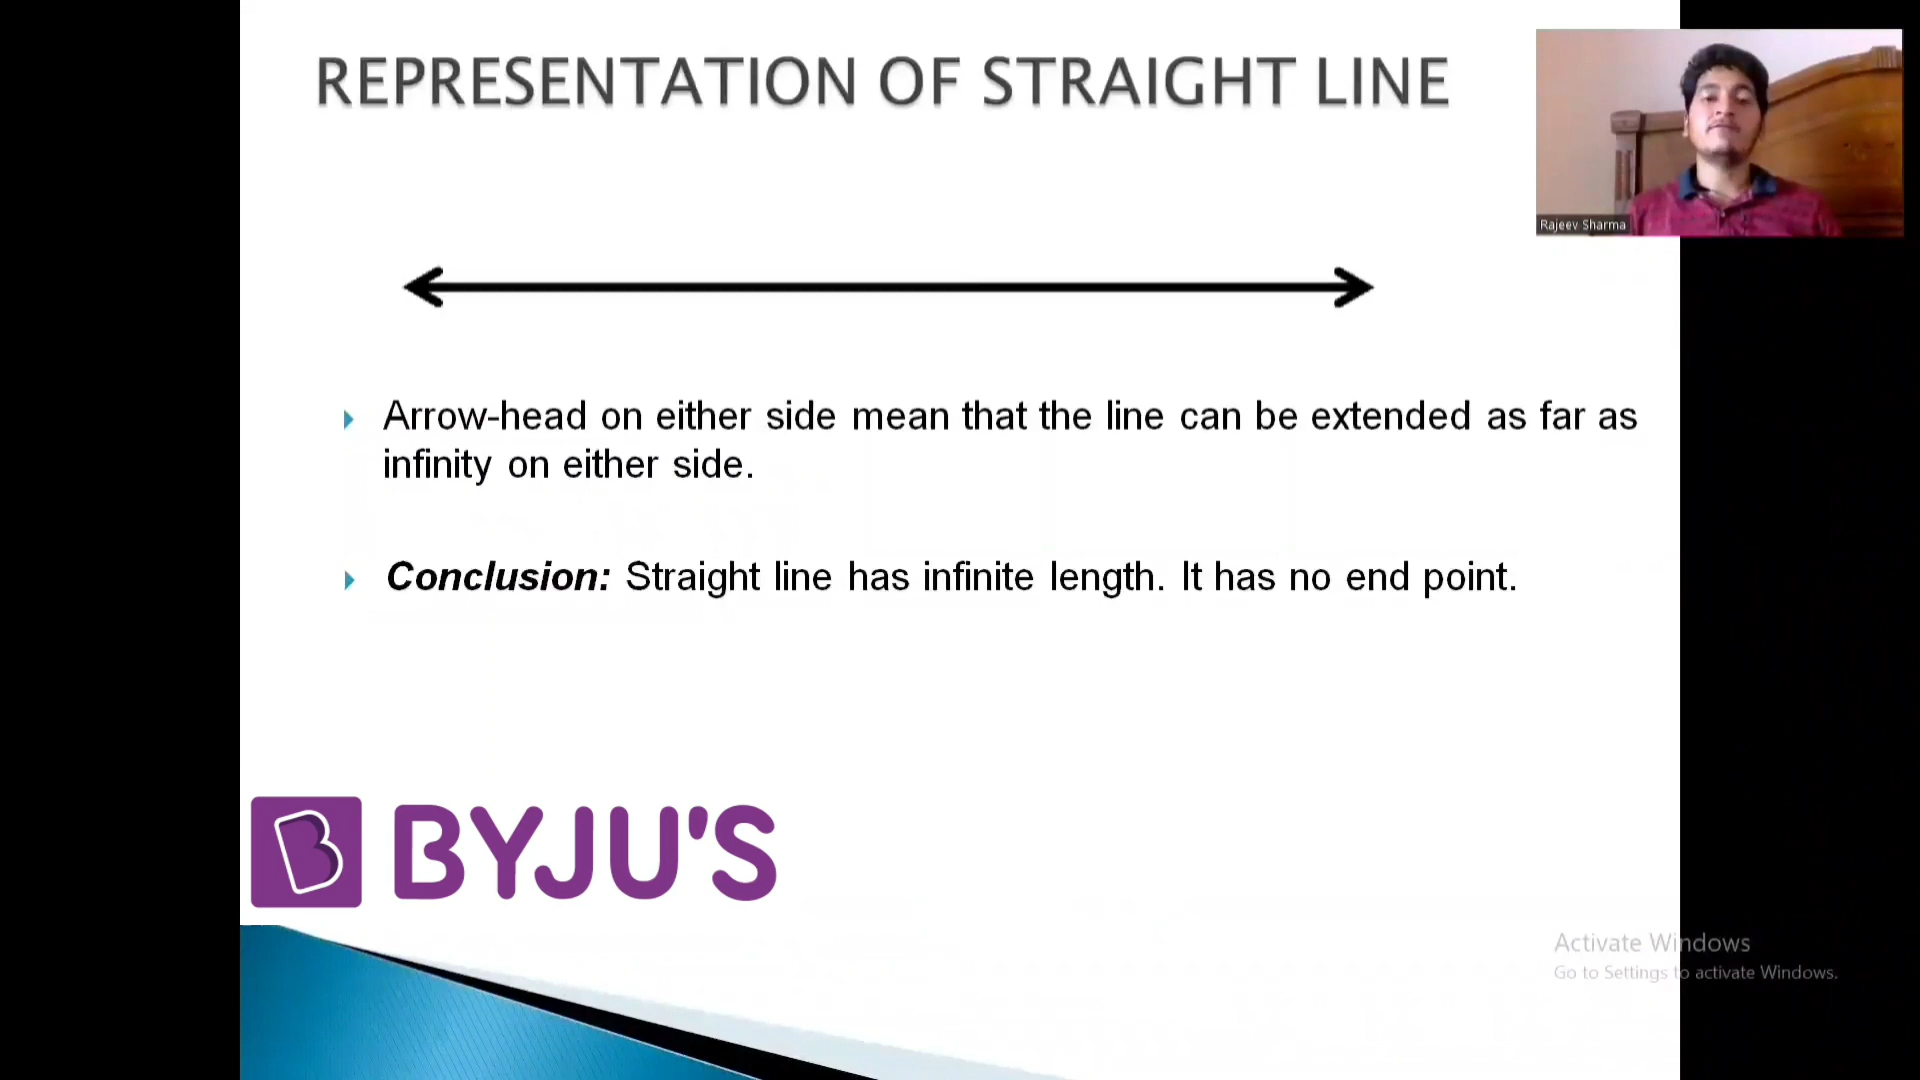 REPRESENTATION OF STRAIGHT LINE
Rajeev Sharma
Arrow-head on either side mean that the line can be extended as far as
infinity on either side.
Conclusion: Straight line has infinite length. It has no end point.
B BYJU'S
Activate Windows
Go to Settings to activate Windows.